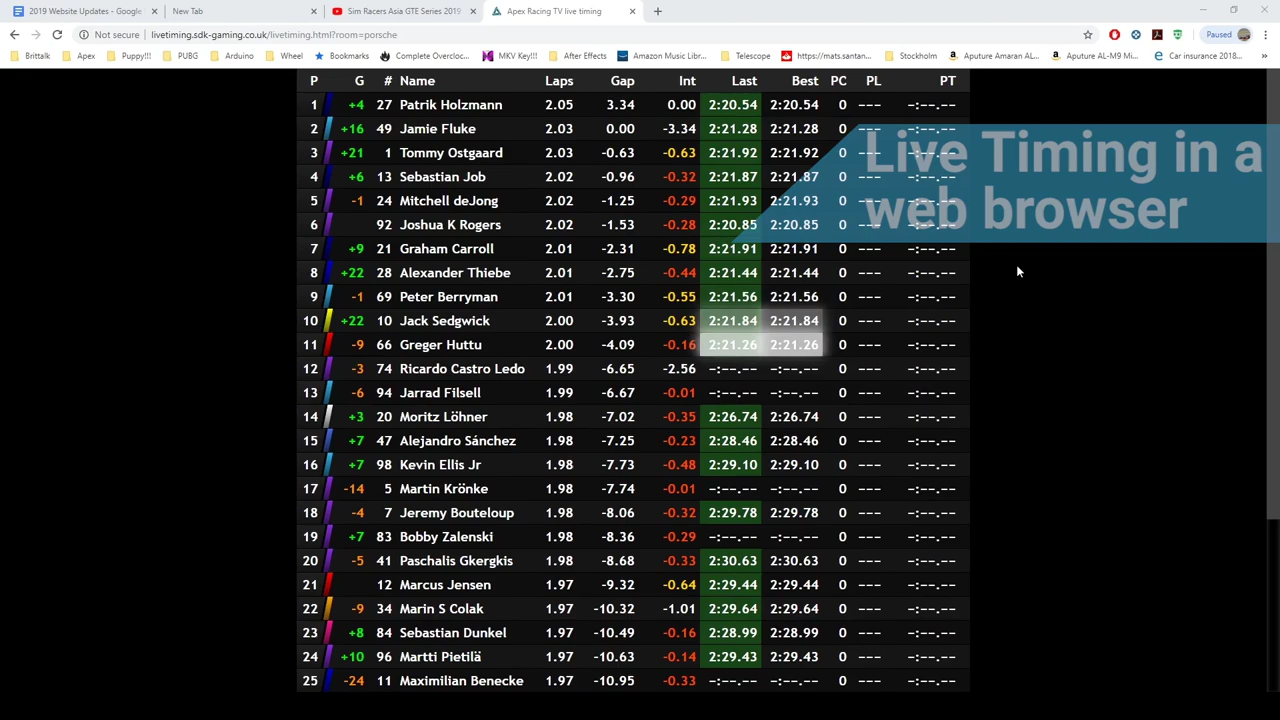 2019 Website Updates - Google
New Tab
Sim Racers Asia GTE Series 2019
Apex Racing TV live timing
Not secure | livetiming.sdk-gaming.co.uk/livetiming.html?room=porsche
Paused
Brittalk Apex Puppy!!! PUBG Arduino Wheel Bookmarks Complete Overcloc... MKV Key!!! After Effects Amazon Music Libr... Telescope https://mats.santan... Stockholm Aputure Amaran AL... Aputure AL-M9 Mi... Car insurance 2018...
P G # Name Laps Gap Int Last Best PC PL PT
1 +4 27 Patrik Holzmann 2.05 3.34 0.00 2:20.54 2:20.54 0 --- -:--.--
2 +16 49 Jamie Fluke 2.03 0.00 -3.34 2:21.28 2:21.28 0 --- -:--.--
3 +21 1 Tommy Ostgaard 2.03 -0.63 -0.63 2:21.92 2:21.92 0
4 +6 13 Sebastian Job 2.02 -0.96 -0.32 2:21.87 2:21.87 0 --- -:--.--
5 -1 24 Mitchell deJong 2.02 -1.25 -0.29 2:21.93 2:21.93 0 --- -:--.--
6 92 Joshua K Rogers 2.02 -1.53 -0.28 2:20.85 2:20.85 0 --- -:--.--
7 +9 21 Graham Carroll 2.01 -2.31 -0.78 2:21.91 2:21.91 0 --- -:--.--
8 +22 28 Alexander Thiebe 2.01 -2.75 -0.44 2:21.44 2:21.44 0 --- -:--.--
9 -1 69 Peter Berryman 2.01 -3.30 -0.55 2:21.56 2:21.56 0 --- -:--.--
10 +22 10 Jack Sedgwick 2.00 -3.93 -0.63 2:21.84 2:21.84 0 --- -:--.--
11 -9 66 Greger Huttu 2.00 -4.09 -0.16 2:21.26 2:21.26 0 --- -:--.--
12 -3 74 Ricardo Castro Ledo 1.99 -6.65 -2.56 -:--.-- -:--.-- 0 --- -:--.--
13 -6 94 Jarrad Filsell 1.99 -6.67 -0.01 -:--.-- -:--.-- 0 --- -:--.--
14 +3 20 Moritz Löhner 1.98 -7.02 -0.35 2:26.74 2:26.74 0 --- -:--.--
15 +7 47 Alejandro Sánchez 1.98 -7.25 -0.23 2:28.46 2:28.46 0 --- -:--.--
16 +7 98 Kevin Ellis Jr 1.98 -7.73 -0.48 2:29.10 2:29.10 0 --- -:--.--
17 -14 5 Martin Krönke 1.98 -7.74 -0.01 -:--.-- -:--.-- 0 --- -:--.--
18 -4 7 Jeremy Bouteloup 1.98 -8.06 -0.32 2:29.78 2:29.78 0 --- -:--.--
19 +7 83 Bobby Zalenski 1.98 -8.36 -0.29 -:--.-- -:--.-- 0 --- -:--.--
20 -5 41 Paschalis Gkergkis 1.98 -8.68 -0.33 2:30.63 2:30.63 0 --- -:--.--
21 12 Marcus Jensen 1.97 -9.32 -0.64 2:29.44 2:29.44 0 --- -:--.--
22 -9 34 Marin S Colak 1.97 -10.32 -1.01 2:29.64 2:29.64 0 --- -:--.--
23 +8 84 Sebastian Dunkel 1.97 -10.49 -0.16 2:28.99 2:28.99 0 --- -:--.--
24 +10 96 Martti Pietilä 1.97 -10.63 -0.14 2:29.43 2:29.43 0 --- -:--.--
25 -24 11 Maximilian Benecke 1.97 -10.95 -0.33 -:--.-- -:--.-- 0 --- -:--.--
Live Timing in a
web browser